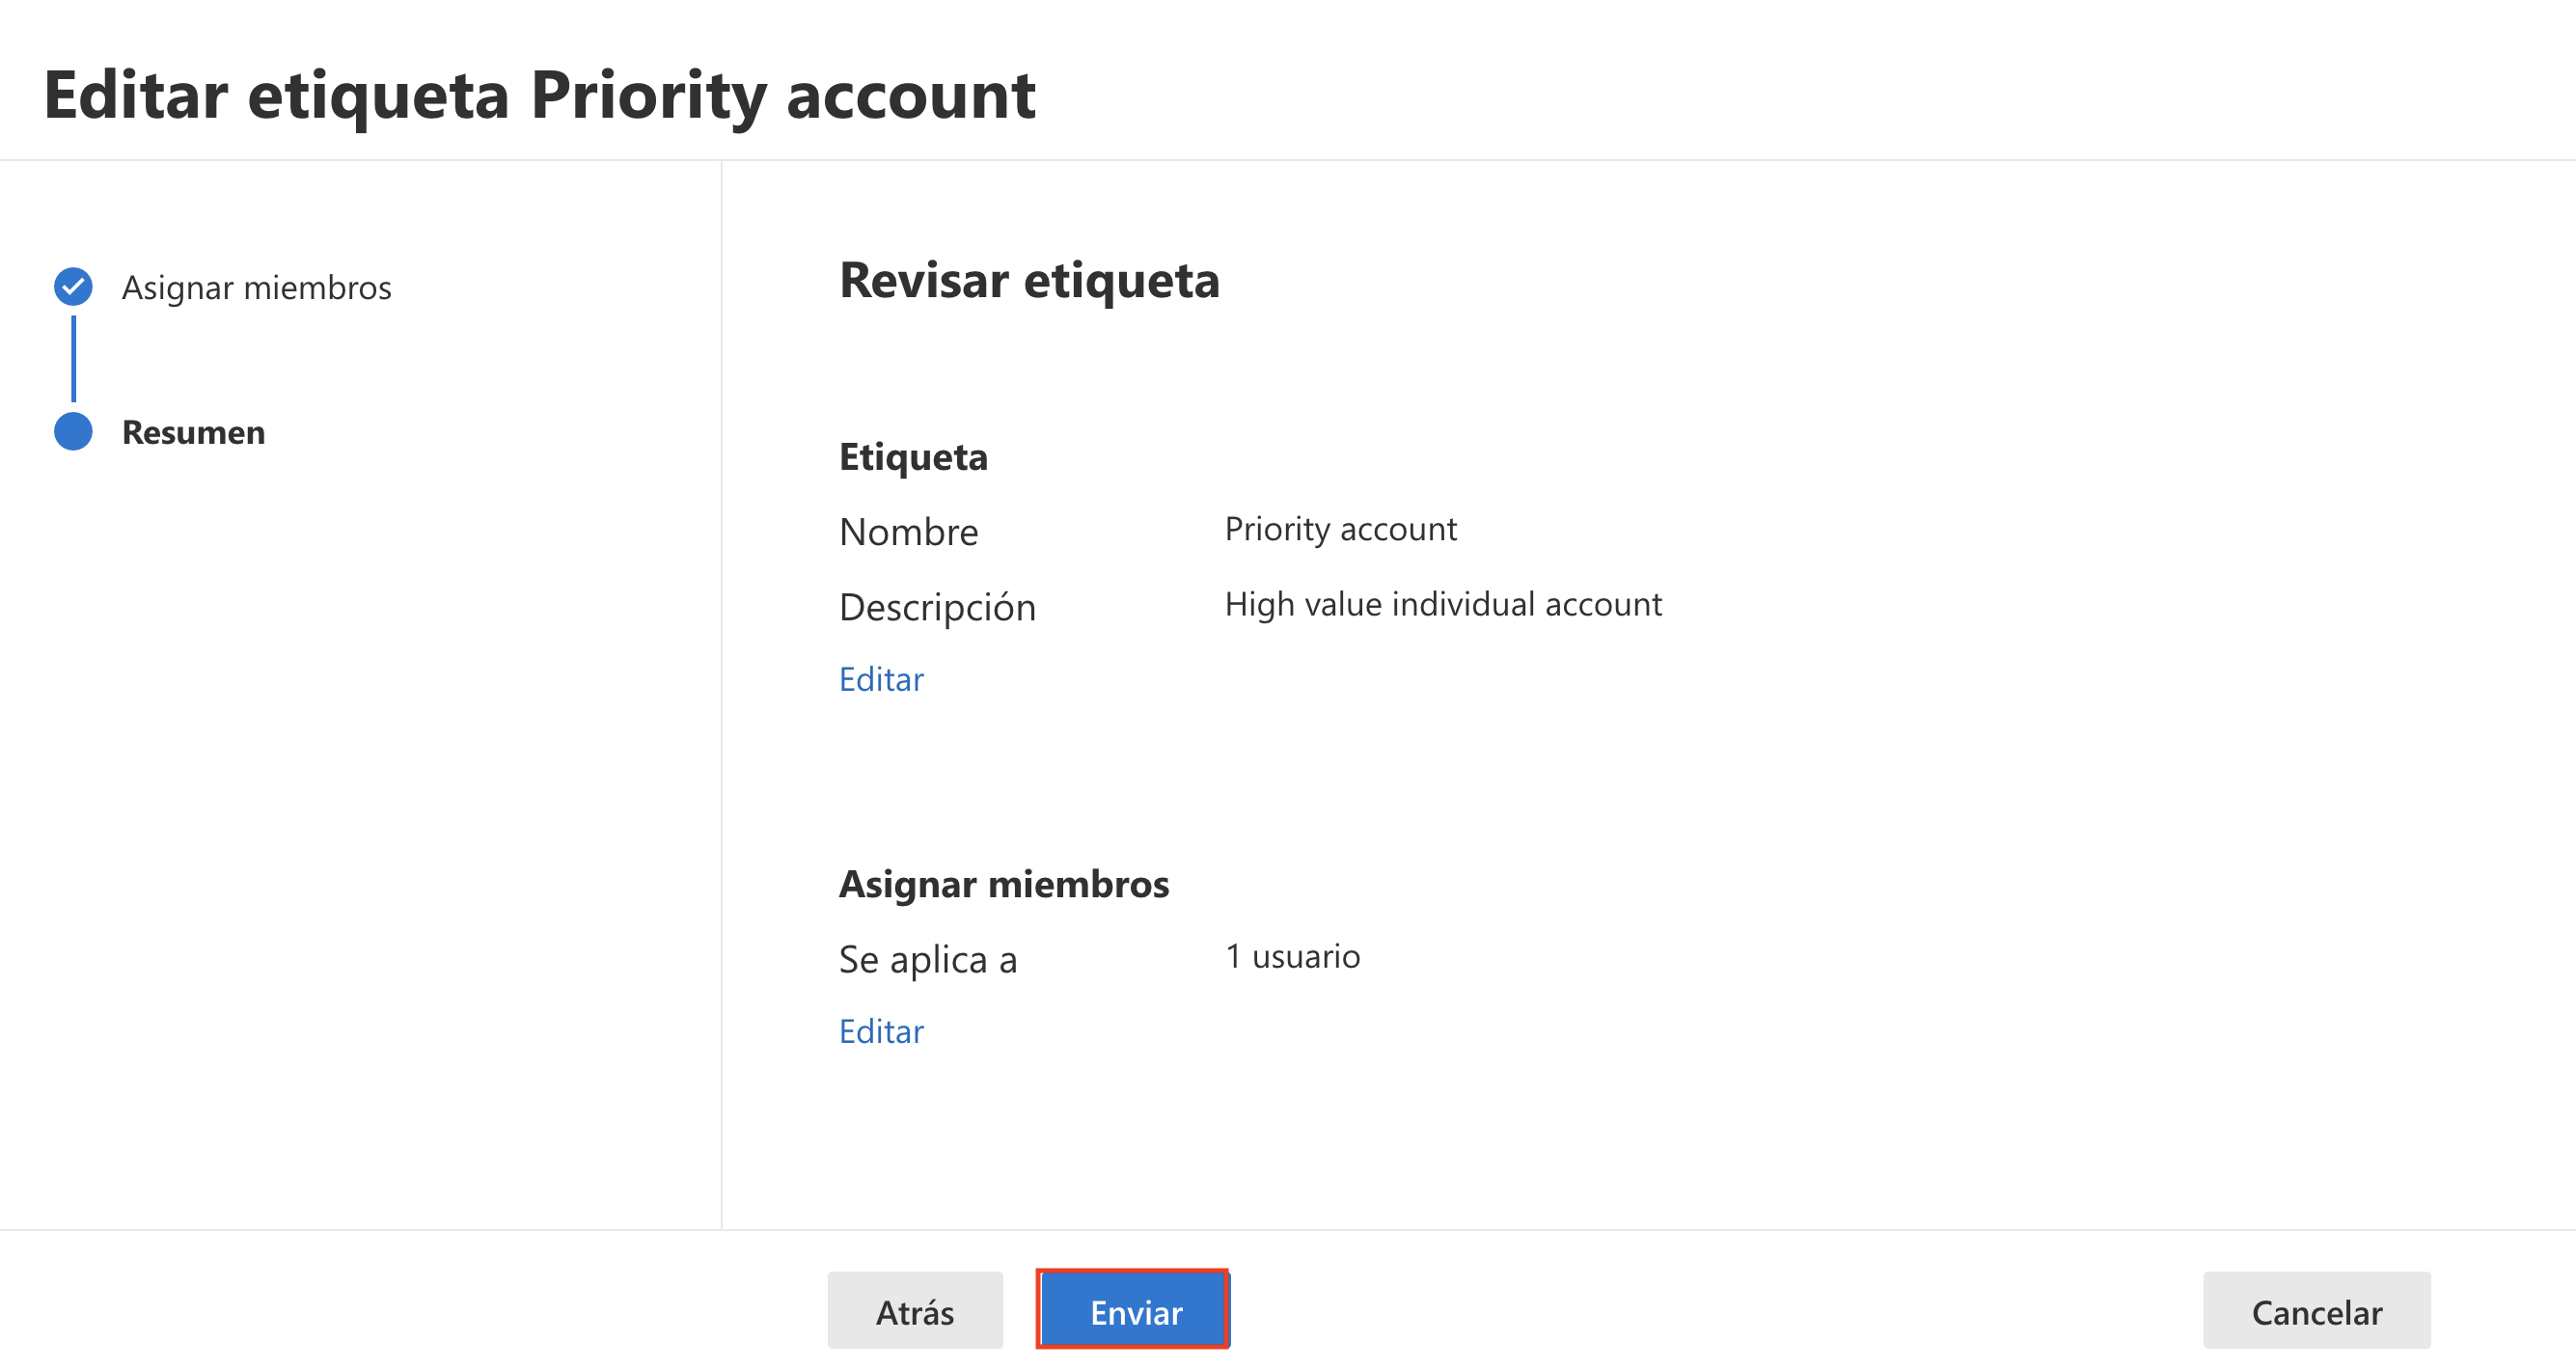 Editar etiqueta Priority account
Asignar miembros
Resumen
Revisar etiqueta
Etiqueta
Nombre Priority account
Descripción High value individual account
Editar
Asignar miembros
Se aplica a 1 usuario
Editar
Atrás Enviar Cancelar